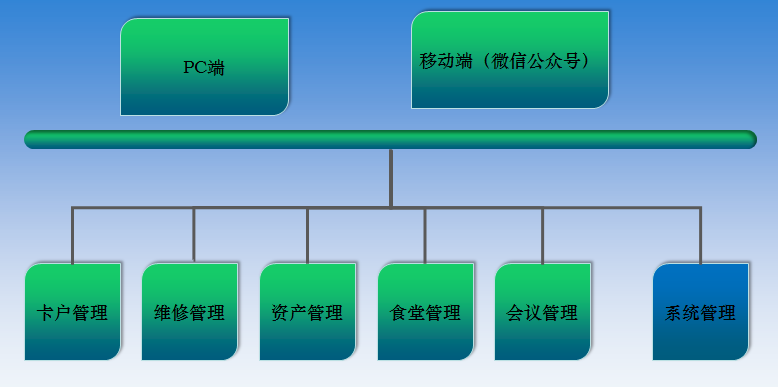 PC端
移动端（微信公众号）
卡户管理
维修管理
资产管理
食堂管理
会议管理
系统管理